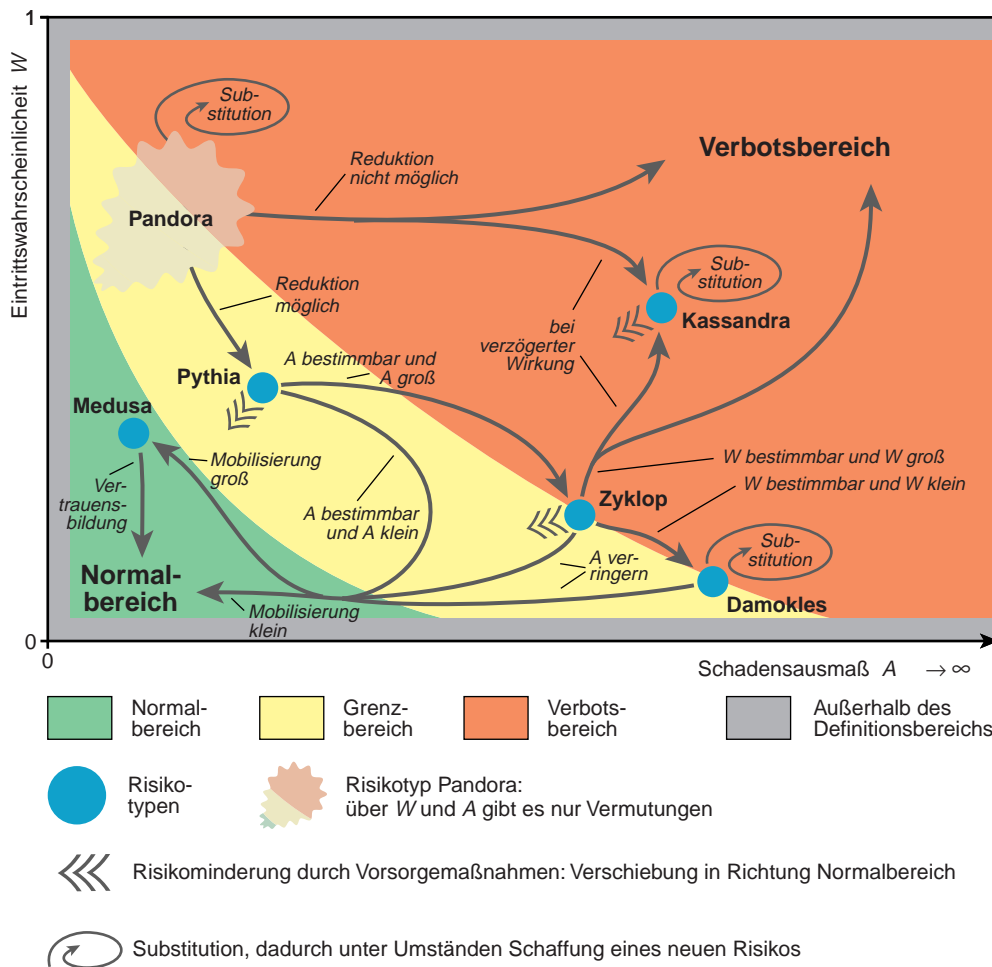 1
Eintrittswahrscheinlicheit W
0
0
Schadensausmaß A → ∞
Sub-
stitution
Pandora
Reduktion
nicht möglich
Verbotsbereich
Reduktion
möglich
Sub-
stitution
Kassandra
bei
verzögerter
Wirkung
A bestimmbar und
A groß
Pythia
Medusa
Mobilisierung
groß
Ver-
trauens-
bildung
A bestimmbar
und A klein
Zyklop
W bestimmbar und W groß
W bestimmbar und W klein
Sub-
stitution
A ver-
ringern
Damokles
Normal-
bereich
Mobilisierung
klein
Normal-
bereich
Grenz-
bereich
Verbots-
bereich
Außerhalb des
Definitionsbereichs
Risiko-
typen
Risikotyp Pandora:
über W und A gibt es nur Vermutungen
Risikominderung durch Vorsorgemaßnahmen: Verschiebung in Richtung Normalbereich
Substitution, dadurch unter Umständen Schaffung eines neuen Risikos